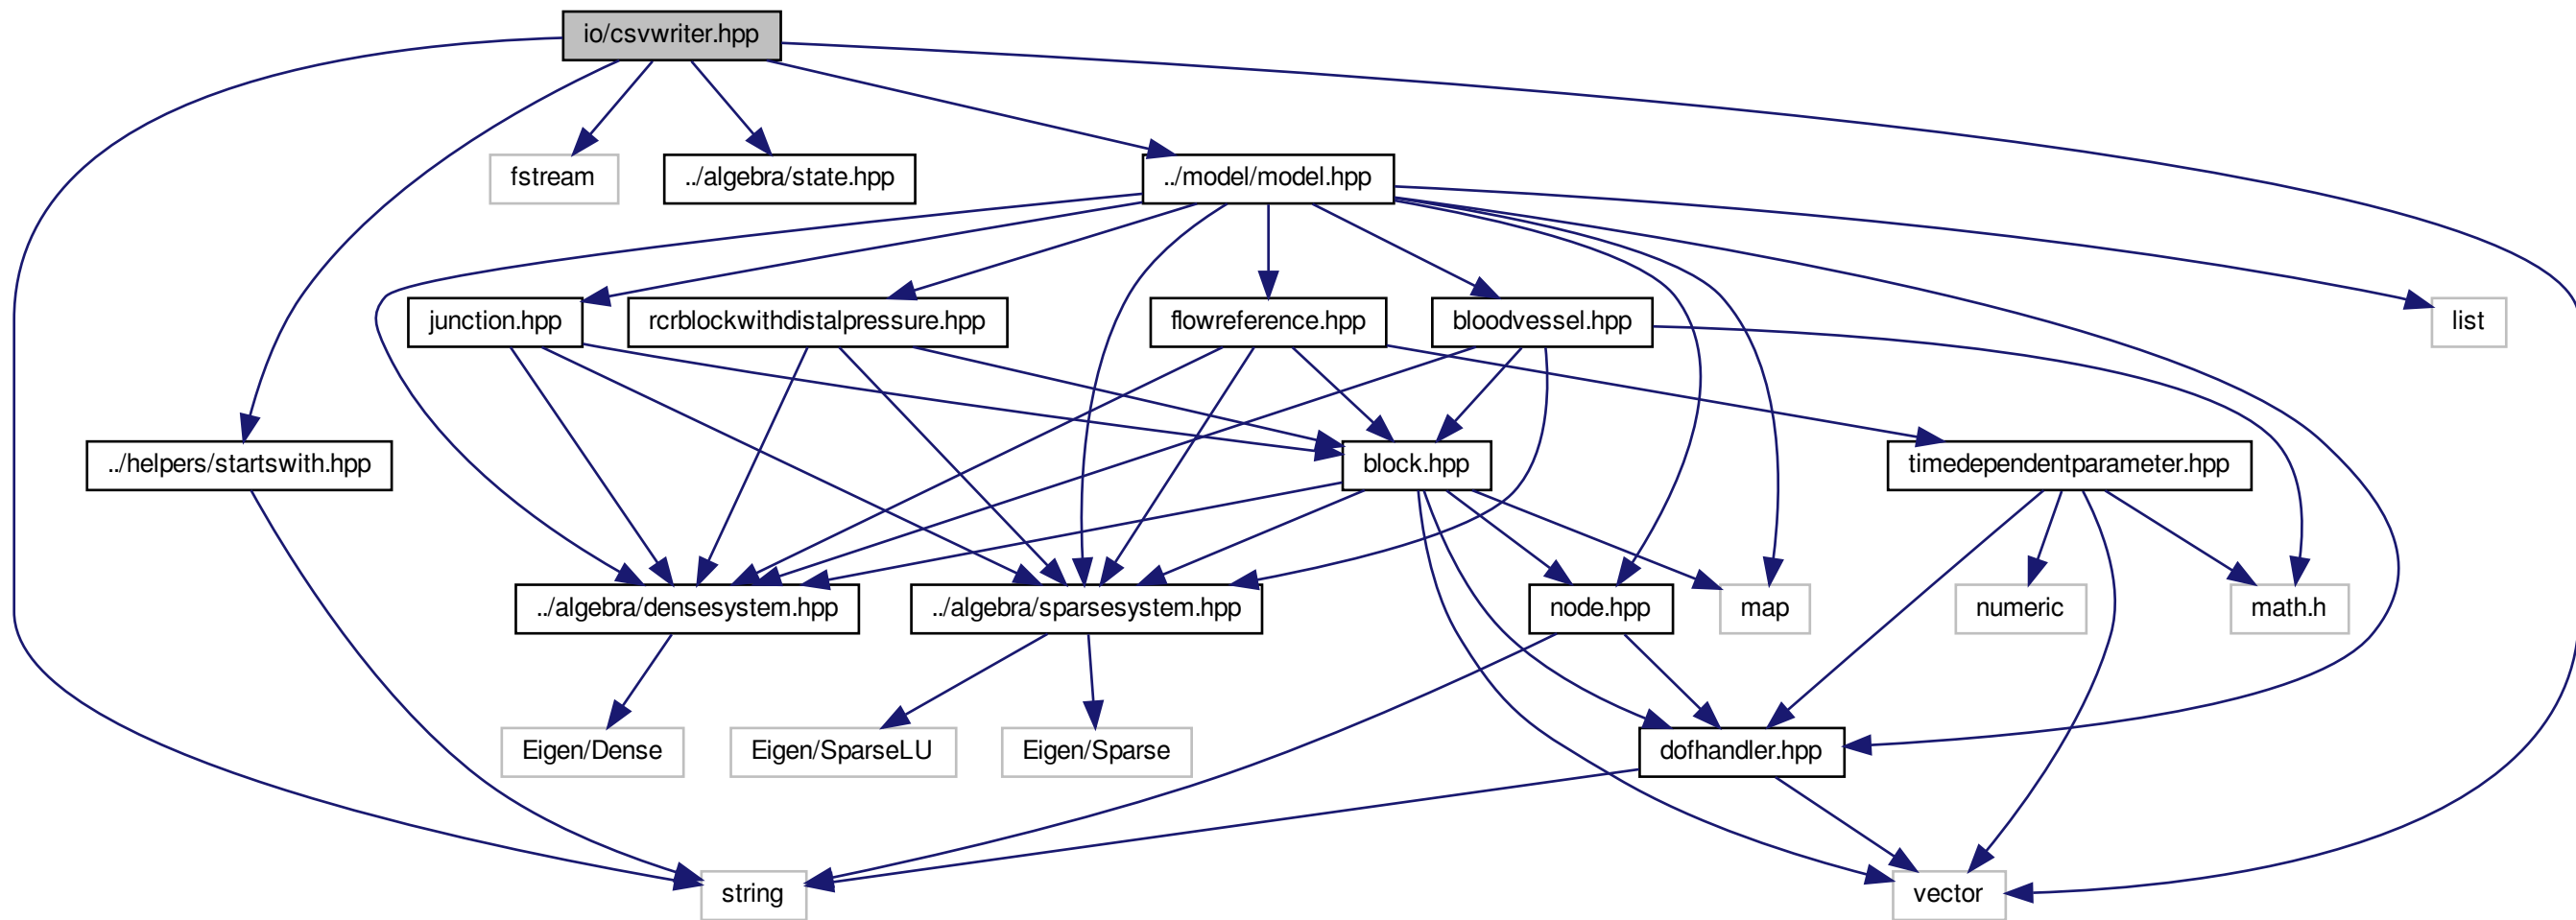 io/csvwriter.hpp
fstream
../algebra/state.hpp
../model/model.hpp
junction.hpp
rcrblockwithdistalpressure.hpp
flowreference.hpp
bloodvessel.hpp
list
../helpers/startswith.hpp
block.hpp
timedependentparameter.hpp
../algebra/densesystem.hpp
../algebra/sparsesystem.hpp
node.hpp
map
numeric
math.h
Eigen/Dense
Eigen/SparseLU
Eigen/Sparse
dofhandler.hpp
string
vector